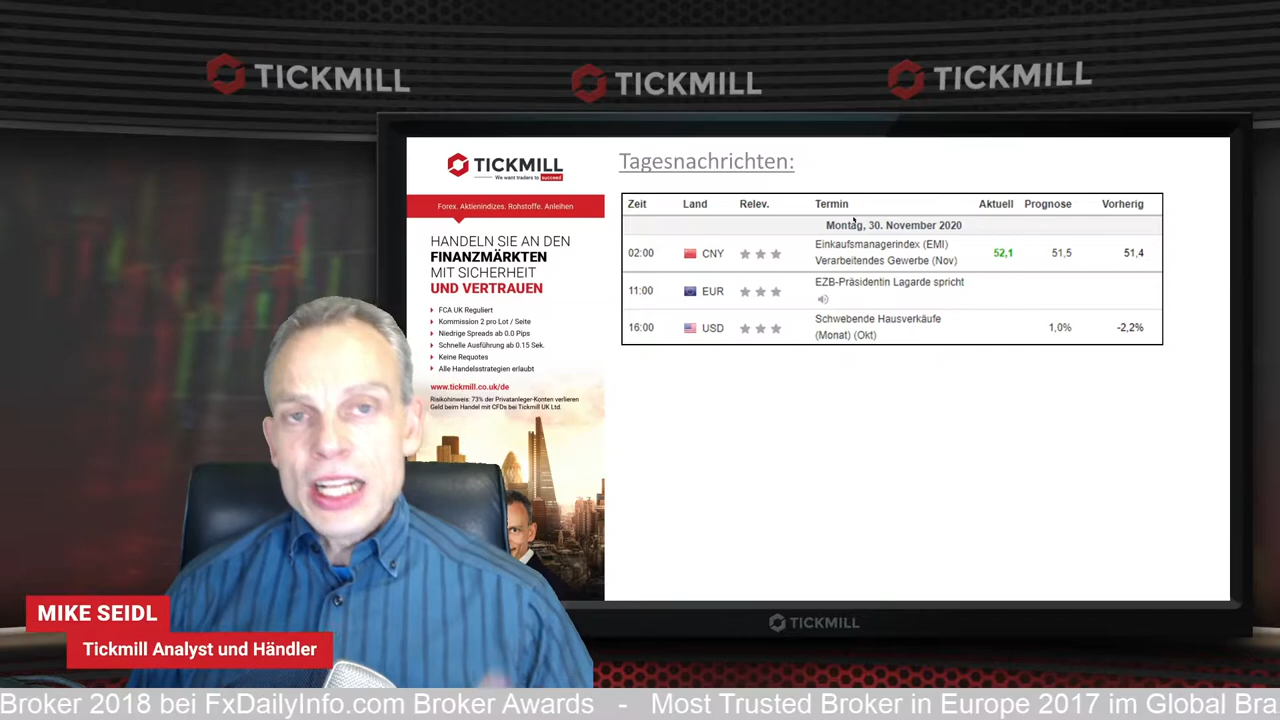 TICKMILL
TICKMILL
TICKMILL
TICKMILL
We want traders to succeed
Forex. Aktienindizes. Rohstoffe. Anleihen
HANDELN SIE AN DEN
FINANZMÄRKTEN
MIT SICHERHEIT
UND VERTRAUEN
FCA UK Reguliert
Kommission 2 pro Lot / Seite
Niedrige Spreads ab 0.0 Pips
Schnelle Ausführung ab 0.15 Sek.
Keine Requotes
Alle Handelsstrategien erlaubt
www.tickmill.co.uk/de
Risikohinweis: 73% der Privatanleger-Konten verlieren
Geld beim Handel mit CFDs bei Tickmill UK Ltd.
Tagesnachrichten:
Zeit Land Relev. Termin Aktuell Prognose Vorherig
Montag, 30. November 2020
02:00 CNY Einkaufsmanagerindex (EMI) 52,1 51,5 51,4
Verarbeitendes Gewerbe (Nov)
11:00 EUR EZB-Präsidentin Lagarde spricht
16:00 USD Schwebende Hausverkäufe 1,0% -2,2%
(Monat) (Okt)
TICKMILL
MIKE SEIDL
Tickmill Analyst und Händler
Broker 2018 bei FxDailyInfo.com Broker Awards - Most Trusted Broker in Europe 2017 im Global Bra